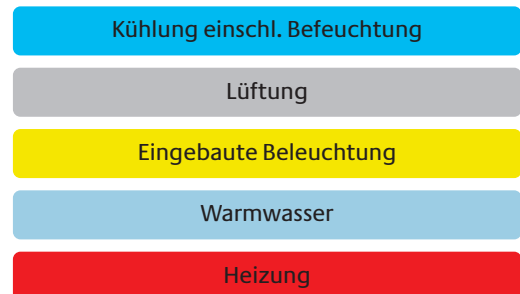 Kühlung einschl. Befeuchtung
Lüftung
Eingebaute Beleuchtung
Warmwasser
Heizung